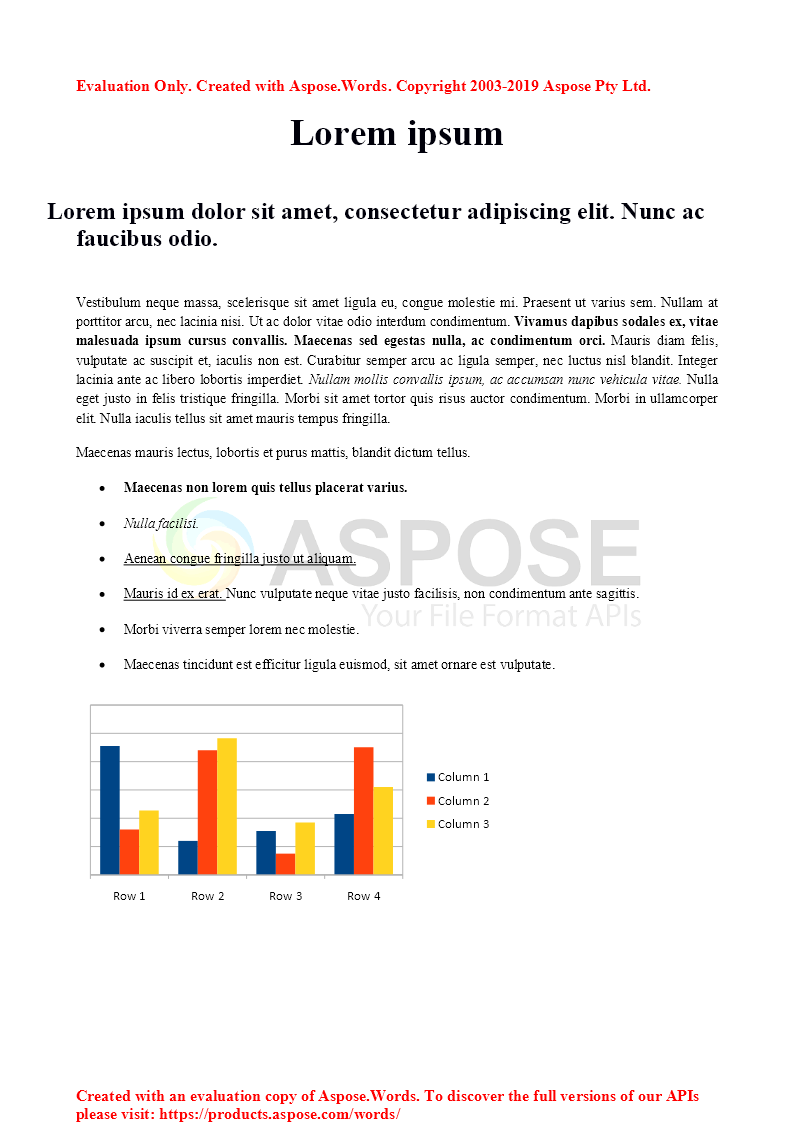 Evaluation Only. Created with Aspose.Words. Copyright 2003-2019 Aspose Pty Ltd.
Lorem ipsum
Lorem ipsum dolor sit amet, consectetur adipiscing elit. Nunc ac
faucibus odio.
Vestibulum neque massa, scelerisque sit amet ligula eu, congue molestie mi. Praesent ut varius sem. Nullam at
porttitor arcu, nec lacinia nisi. Ut ac dolor vitae odio interdum condimentum. Vivamus dapibus sodales ex, vitae
malesuada ipsum cursus convallis. Maecenas sed egestas nulla, ac condimentum orci. Mauris diam felis,
vulputate ac suscipit et, iaculis non est. Curabitur semper arcu ac ligula semper, nec luctus nisl blandit. Integer
lacinia ante ac libero lobortis imperdiet. Nullam mollis convallis ipsum, ac accumsan nunc vehicula vitae. Nulla
eget justo in felis tristique fringilla. Morbi sit amet tortor quis risus auctor condimentum. Morbi in ullamcorper
elit. Nulla iaculis tellus sit amet mauris tempus fringilla.
Maecenas mauris lectus, lobortis et purus mattis, blandit dictum tellus.
• Maecenas non lorem quis tellus placerat varius.
• Nulla facilisi.
• Aenean congue fringilla justo ut aliquam.
ASPOSE
• Mauris id ex erat. Nunc vulputate neque vitae justo facilisis, non condimentum ante sagittis.
Your File Format APIs
• Morbi viverra semper lorem nec molestie.
• Maecenas tincidunt est efficitur ligula euismod, sit amet ornare est vulputate.
Column 1
Column 2
Column 3
Row 1 Row 2 Row 3 Row 4
Created with an evaluation copy of Aspose.Words. To discover the full versions of our APIs
please visit: https://products.aspose.com/words/